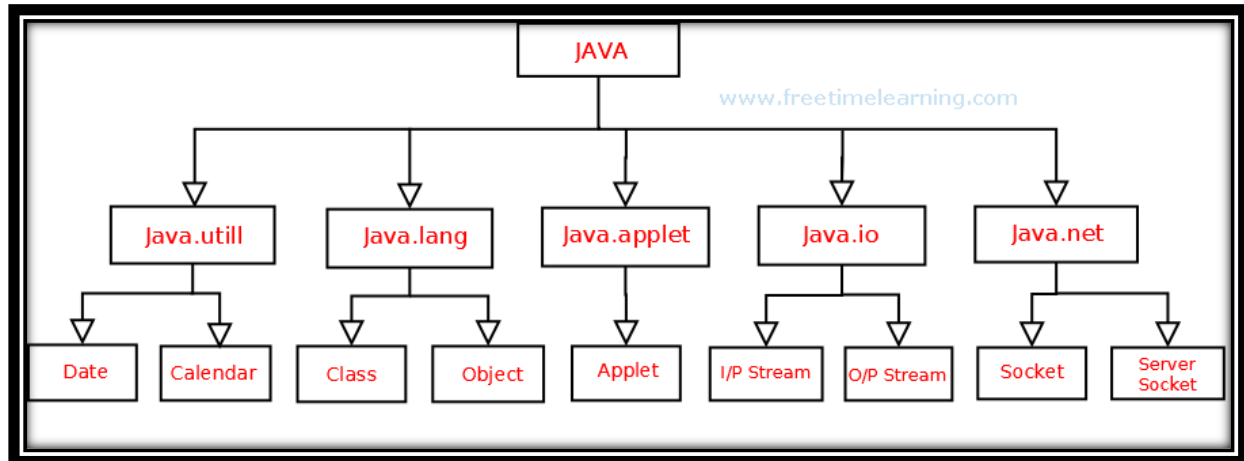 JAVA
www.freetimelearning.com
Java.utill
Java.lang
Java.applet
Java.io
Java.net
Date
Calendar
Class
Object
Applet
I/P Stream
O/P Stream
Socket
Server
Socket